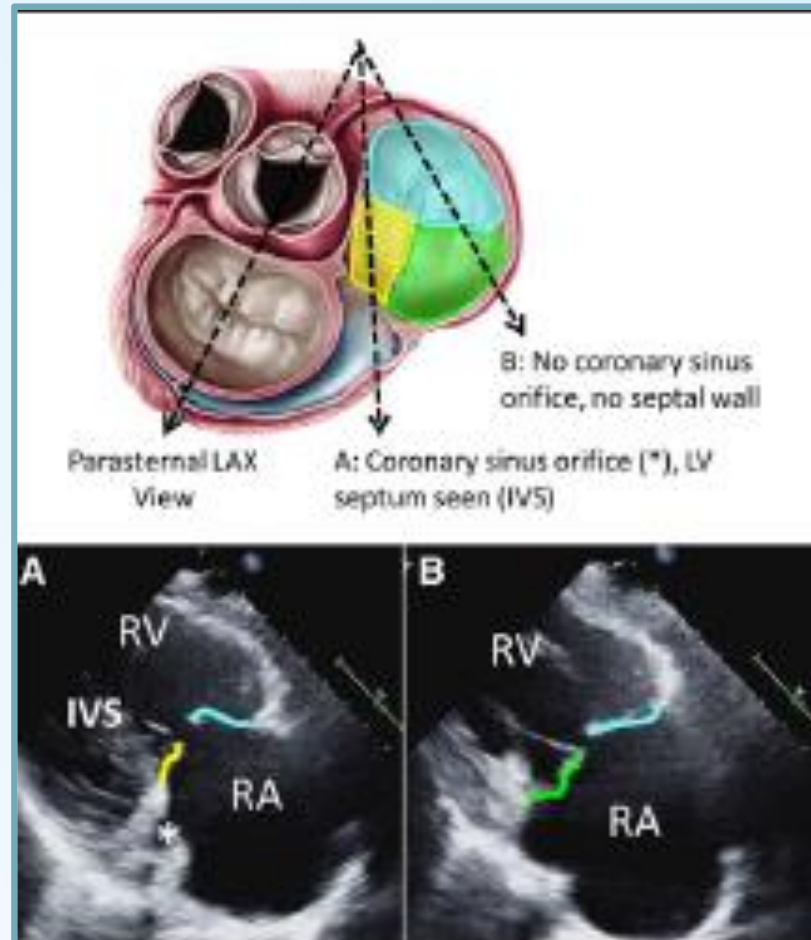 B: No coronary sinus
orifice, no septal wall
Parasternal LAX
View
A: Coronary sinus orifice (*), LV
septum seen (IVS)
A
RV
IVS
RA
*
B
RV
RA